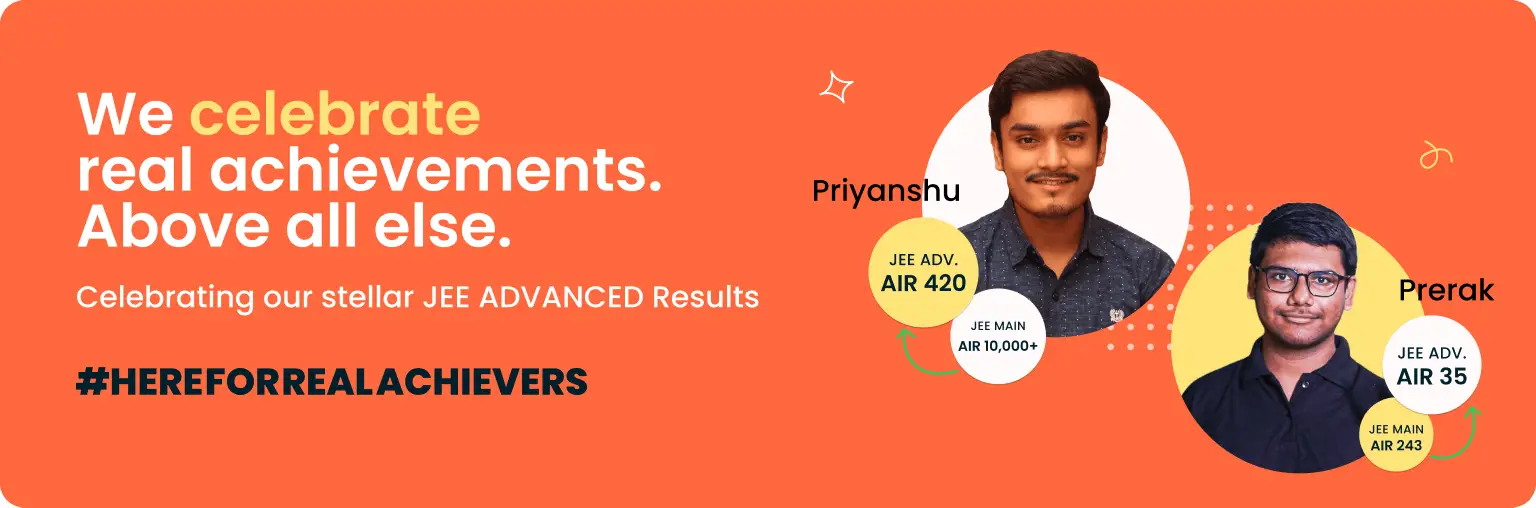 We celebrate
real achievements.
Above all else.
Celebrating our stellar JEE ADVANCED Results
#HEREFORREALACHIEVERS
Priyanshu
JEE ADV.
AIR 420
JEE MAIN
AIR 10,000+
Prerak
JEE ADV.
AIR 35
JEE MAIN
AIR 243